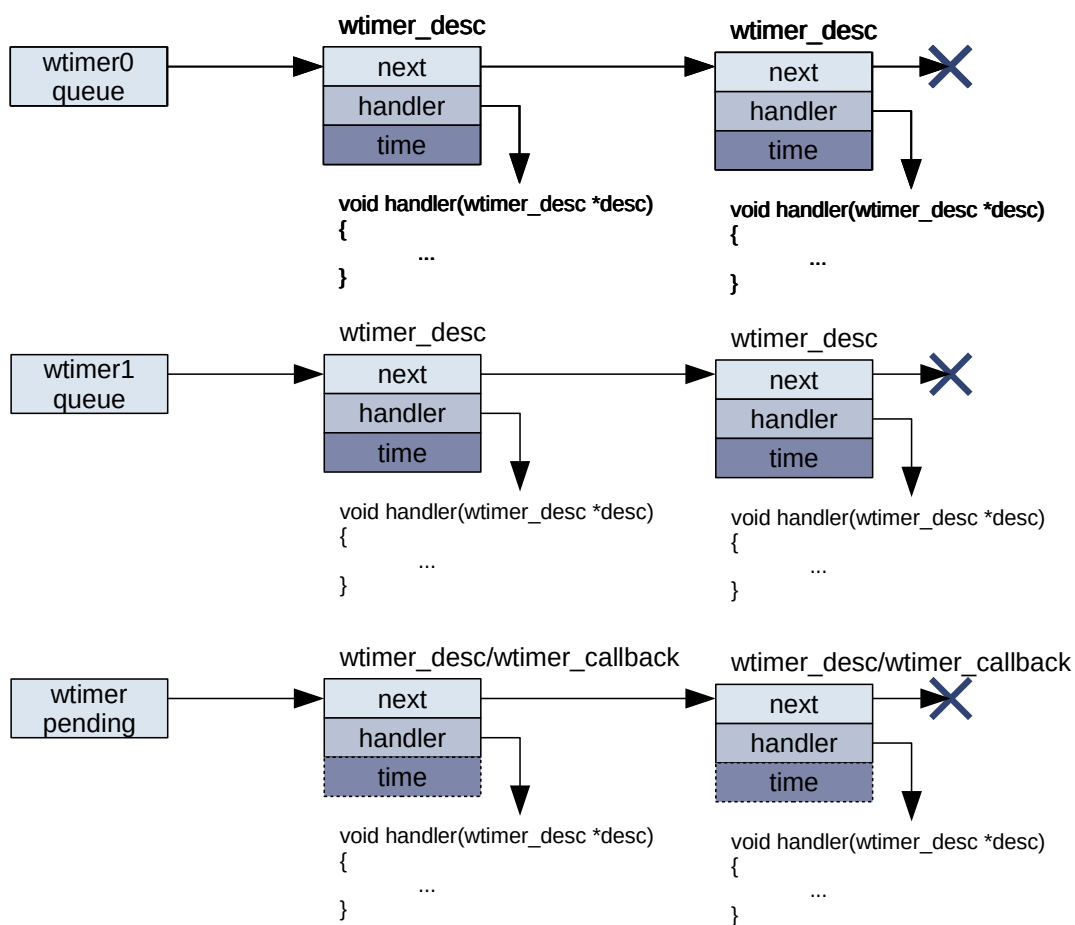 wtimer_desc
wtimer_desc
wtimer0
queue
next
handler
time
next
handler
time
void handler(wtimer_desc *desc)
{
...
}
void handler(wtimer_desc *desc)
{
...
}
wtimer_desc
wtimer_desc
wtimer1
queue
next
handler
time
next
handler
time
void handler(wtimer_desc *desc)
{
...
}
void handler(wtimer_desc *desc)
{
...
}
wtimer_desc/wtimer_callback
wtimer_desc/wtimer_callback
wtimer
pending
next
handler
time
next
handler
time
void handler(wtimer_desc *desc)
{
...
}
void handler(wtimer_desc *desc)
{
...
}